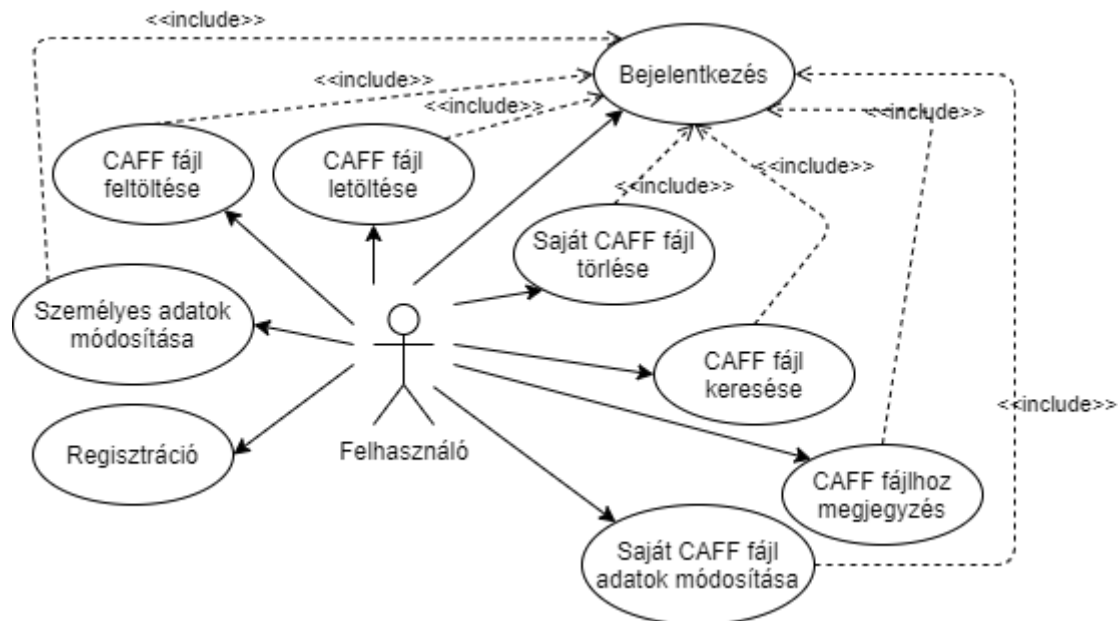 <<include>>
Bejelentkezés
<<include>>
<<include>>
<<include>>
CAFF fájl
feltöltése
CAFF fájl
letöltése
<<include>>
<<include>>
Saját CAFF fájl
törlése
Személyes adatok
módosítása
CAFF fájl
keresése
<<include>>
Regisztráció
Felhasználó
CAFF fájlhoz
megjegyzés
Saját CAFF fájl
adatok módosítása